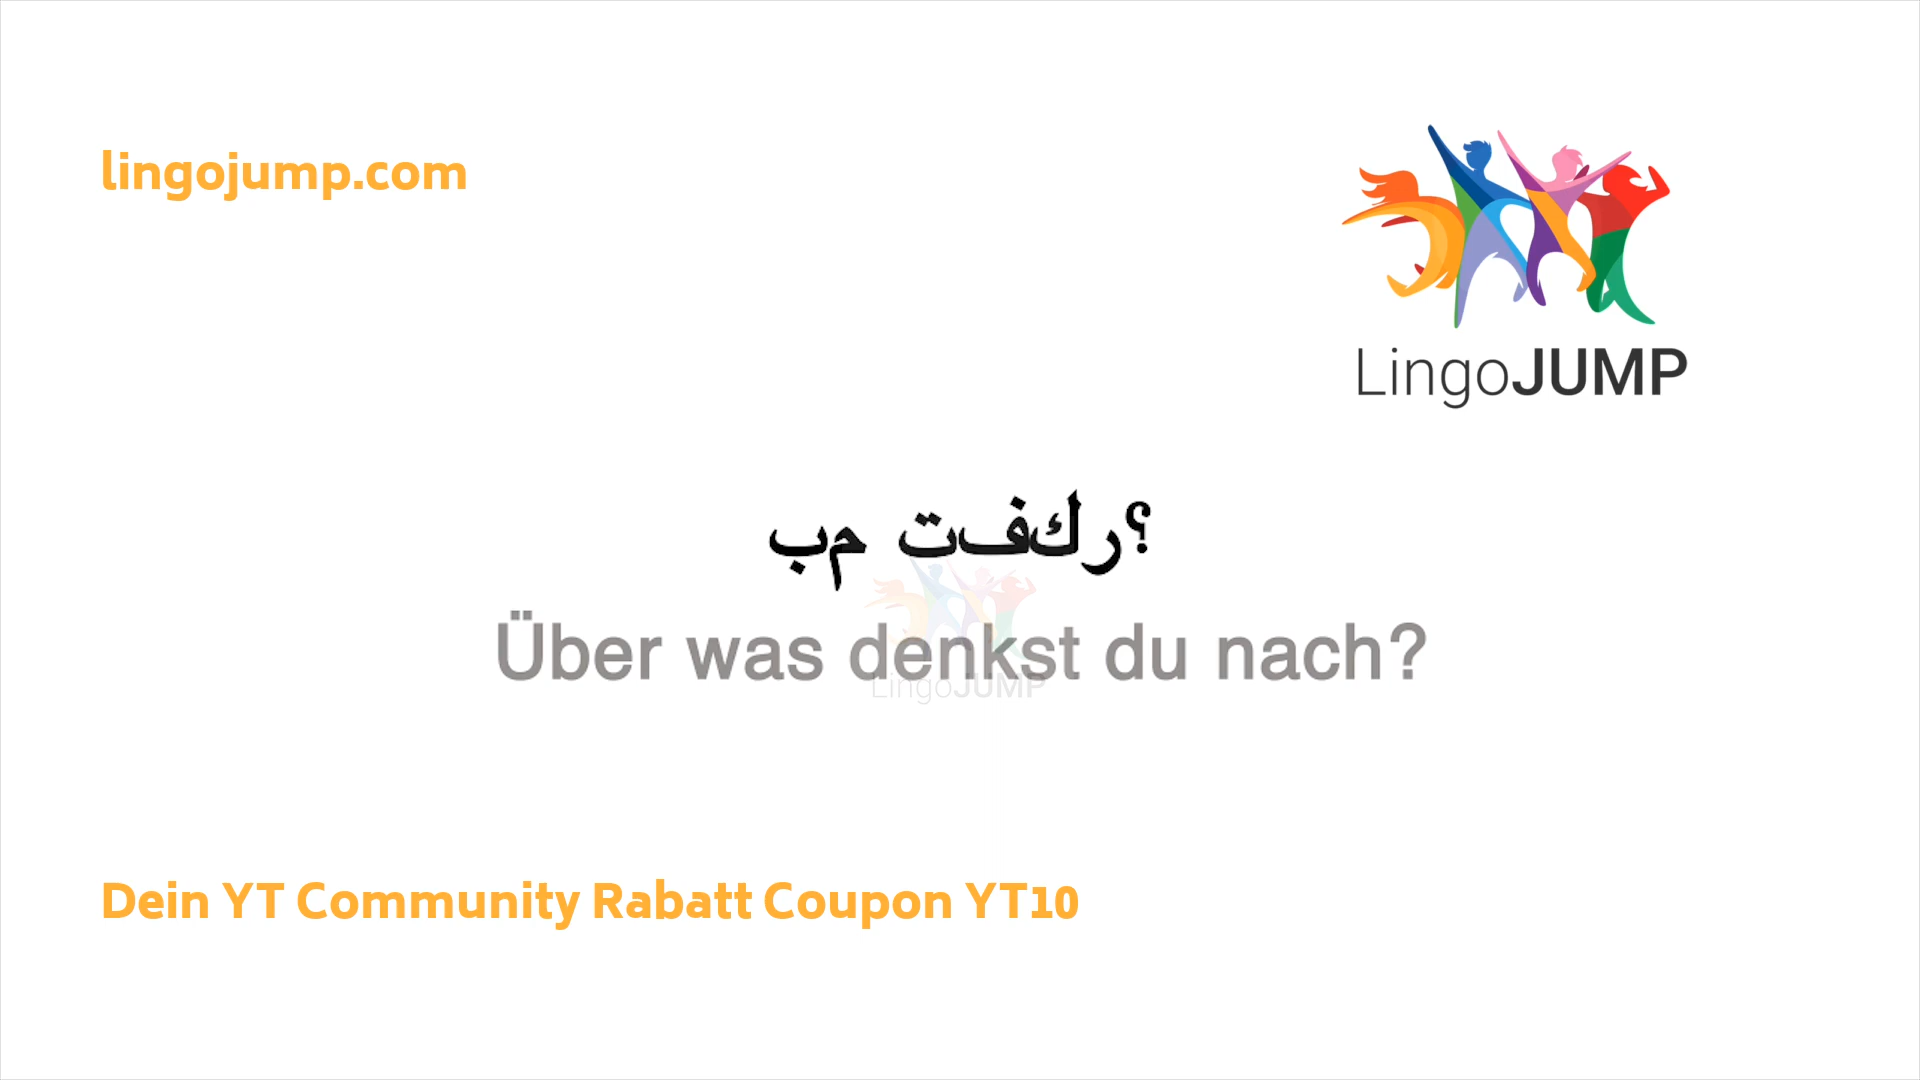 lingojump.com
LingoJUMP
بم تفكر؟
Über was denkst du nach?
LingoJUMP
Dein YT Community Rabatt Coupon YT10